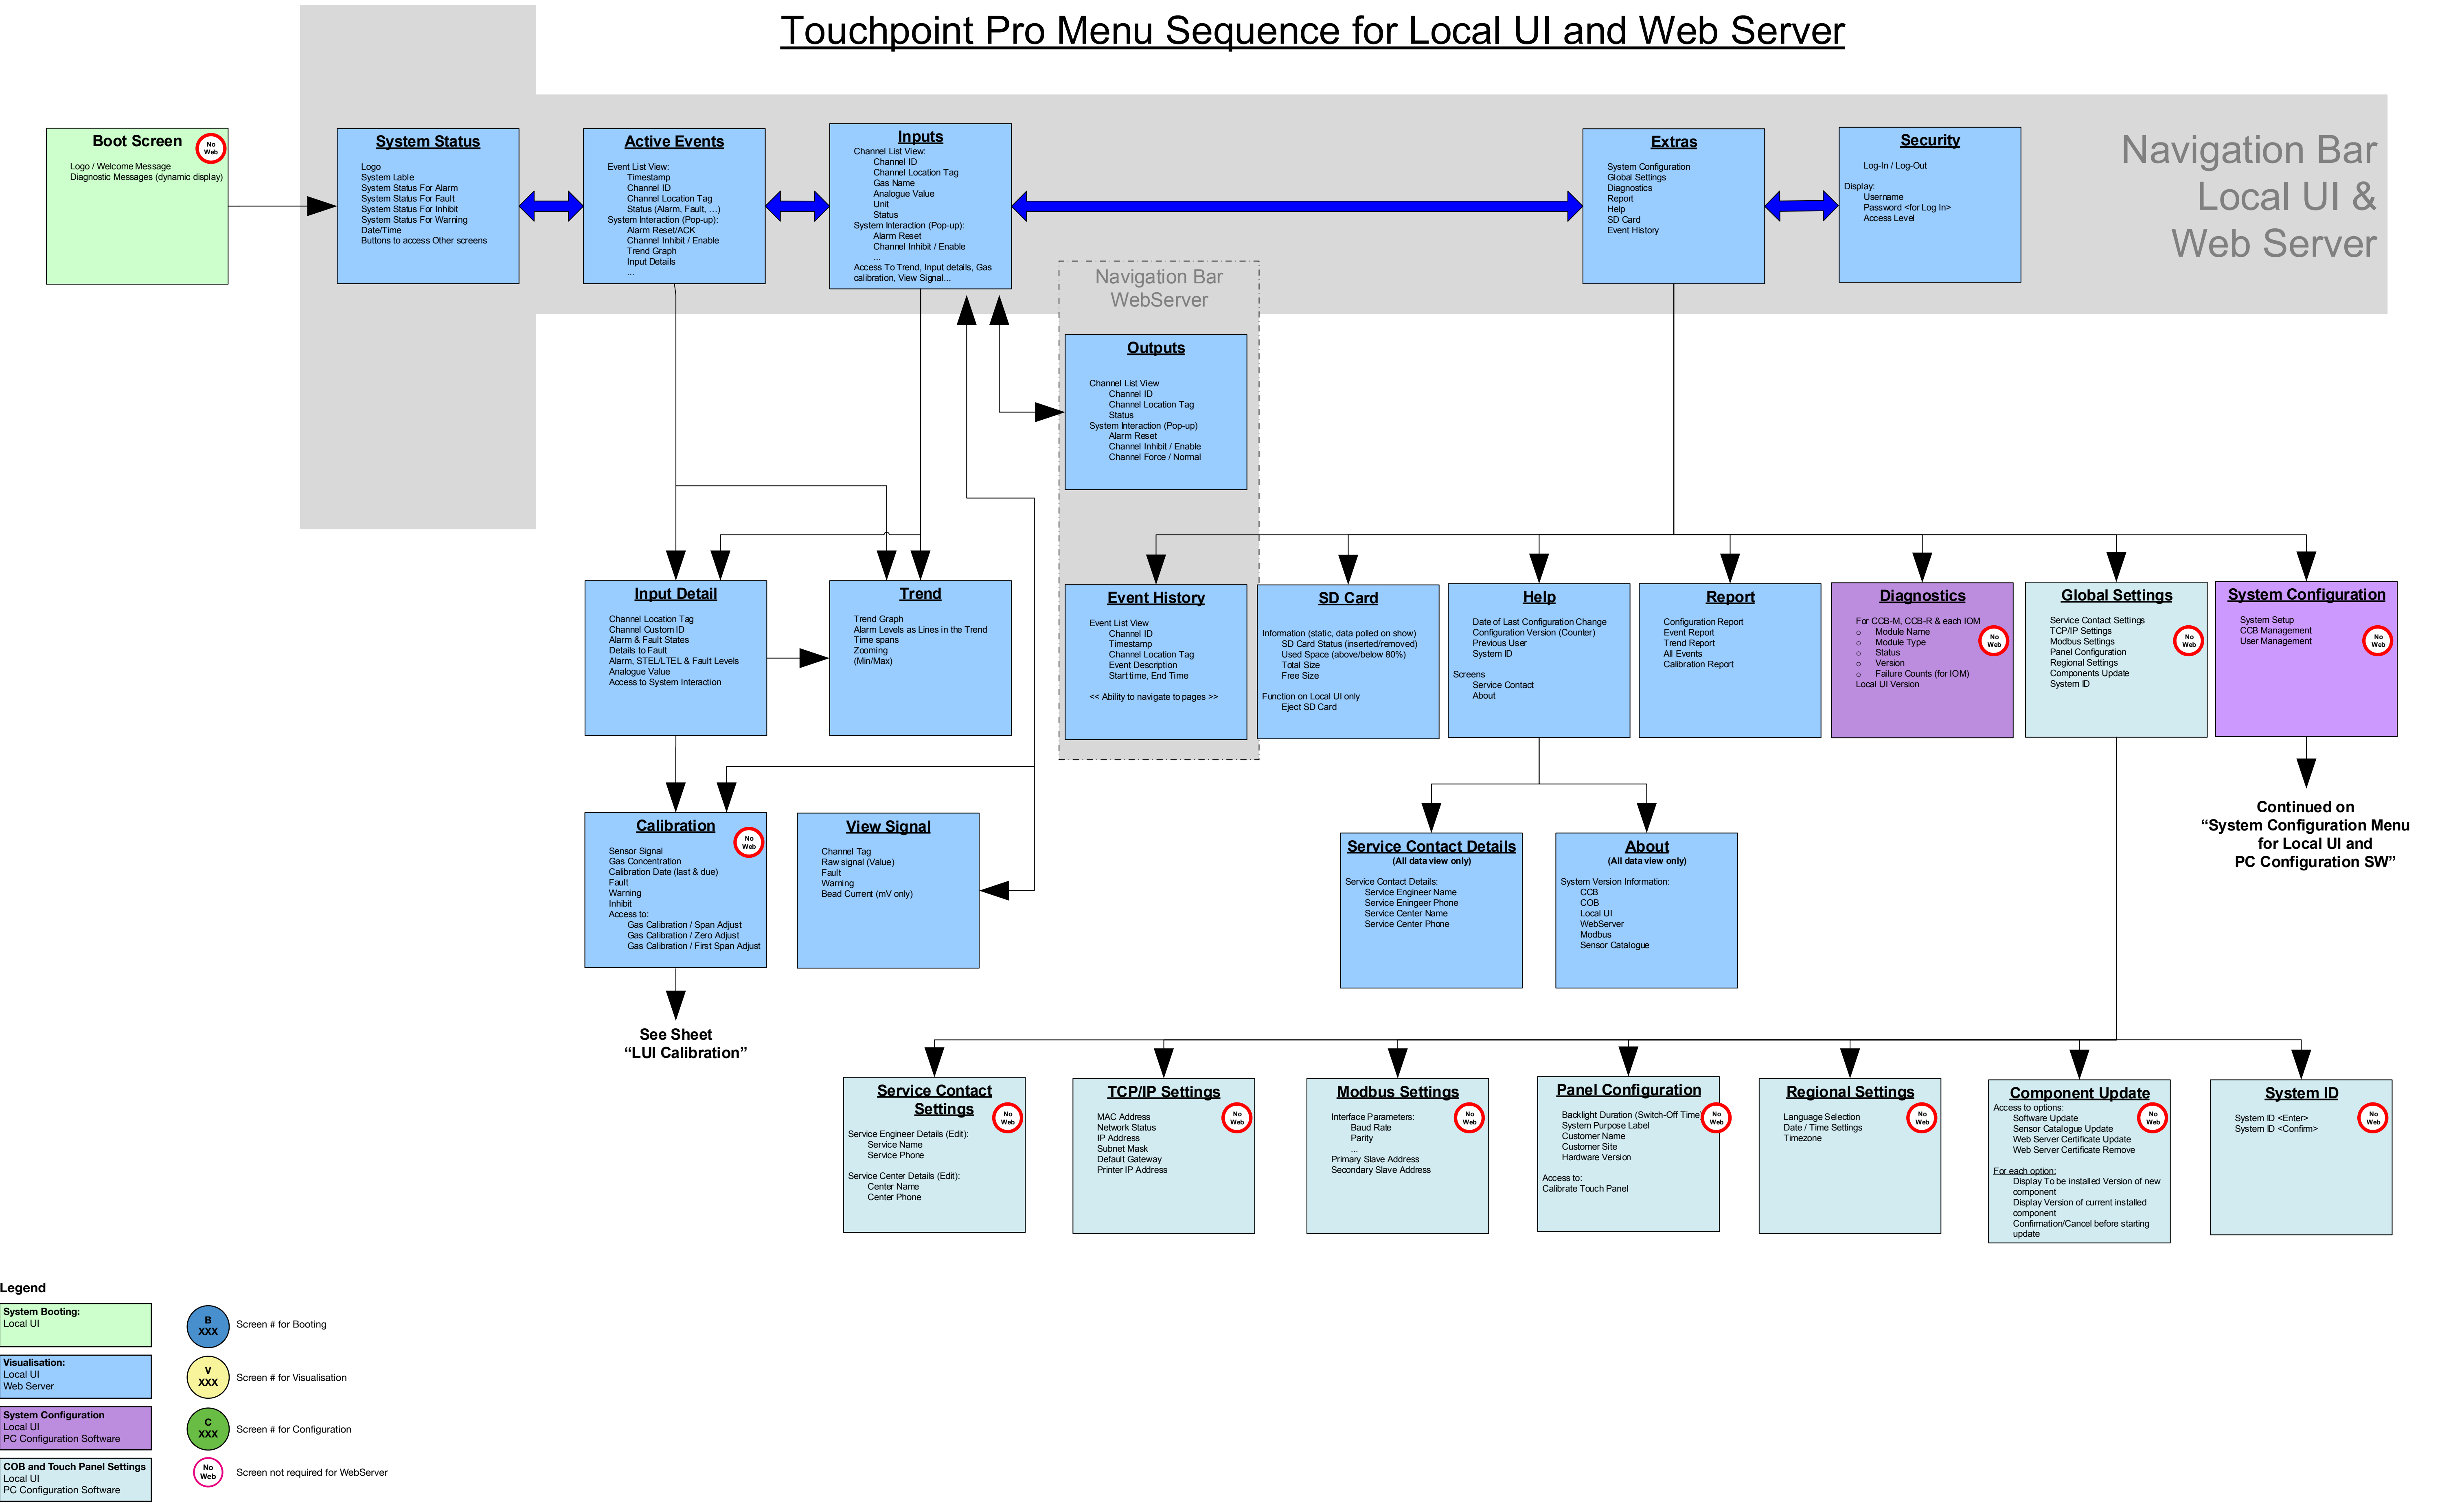 Touchpoint Pro Menu Sequence for Local UI and Web Server
Navigation Bar
Local UI &
Web Server
Boot Screen
No
Web
Logo / Welcome Message
Diagnostic Messages (dynamic display)
System Status
Logo
System Lable
System Status For Alarm
System Status For Fault
System Status For Inhibit
System Status For Warning
Date/Time
Buttons to access Other screens
Active Events
Event List View:
Timestamp
Channel ID
Channel Location Tag
Status (Alarm, Fault, ...)
System Interaction (Pop-up):
Alarm Reset/ACK
Channel Inhibit / Enable
Trend Graph
Input Details
...
Inputs
Channel List View:
Channel ID
Channel Location Tag
Gas Name
Analogue Value
Unit
Status
System Interaction (Pop-up):
Alarm Reset
Channel Inhibit / Enable
...
Access To Trend, Input details, Gas
calibration, View Signal...
Extras
System Configuration
Global Settings
Diagnostics
Report
Help
SD Card
Event History
Security
Log-In / Log-Out
Display:
Username
Password <for Log In>
Access Level
Navigation Bar
WebServer
Outputs
Channel List View
Channel ID
Channel Location Tag
Status
System Interaction (Pop-up)
Alarm Reset
Channel Inhibit / Enable
Channel Force / Normal
Input Detail
Channel Location Tag
Channel Custom ID
Alarm & Fault States
Details to Fault
Alarm, STEL/LTEL & Fault Levels
Analogue Value
Access to System Interaction
Trend
Trend Graph
Alarm Levels as Lines in the Trend
Time spans
Zooming
(Min/Max)
Event History
Event List View
Channel ID
Timestamp
Channel Location Tag
Event Description
Start time, End Time
<< Ability to navigate to pages >>
SD Card
Information (static, data polled on show)
SD Card Status (inserted/removed)
Used Space (above/below 80%)
Total Size
Free Size
Function on Local UI only
Eject SD Card
Help
Date of Last Configuration Change
Configuration Version (Counter)
Previous User
System ID
Screens
Service Contact
About
Report
Configuration Report
Event Report
Trend Report
All Events
Calibration Report
Diagnostics
For CCB-M, CCB-R & each IOM
o Module Name
o Module Type
o Status
o Version
o Failure Counts (for IOM)
Local UI Version
No
Web
Global Settings
Service Contact Settings
TCP/IP Settings
Modbus Settings
Panel Configuration
Regional Settings
Components Update
System ID
No
Web
System Configuration
System Setup
CCB Management
User Management
No
Web
Continued on
“System Configuration Menu
for Local UI and
PC Configuration SW”
Calibration
No
Web
Sensor Signal
Gas Concentration
Calibration Date (last & due)
Fault
Warning
Inhibit
Access to:
Gas Calibration / Span Adjust
Gas Calibration / Zero Adjust
Gas Calibration / First Span Adjust
View Signal
Channel Tag
Raw signal (Value)
Fault
Warning
Bead Current (mV only)
Service Contact Details
(All data view only)
Service Contact Details:
Service Engineer Name
Service Eningeer Phone
Service Center Name
Service Center Phone
About
(All data view only)
System Version Information:
CCB
COB
Local UI
WebServer
Modbus
Sensor Catalogue
See Sheet
“LUI Calibration”
Service Contact
Settings
No
Web
Service Engineer Details (Edit):
Service Name
Service Phone
Service Center Details (Edit):
Center Name
Center Phone
TCP/IP Settings
No
Web
MAC Address
Network Status
IP Address
Subnet Mask
Default Gateway
Printer IP Address
Modbus Settings
No
Web
Interface Parameters:
Baud Rate
Parity
...
Primary Slave Address
Secondary Slave Address
Panel Configuration
No
Web
Backlight Duration (Switch-Off Time)
System Purpose Label
Customer Name
Customer Site
Hardware Version
Access to:
Calibrate Touch Panel
Regional Settings
No
Web
Language Selection
Date / Time Settings
Timezone
Component Update
No
Web
Access to options:
Software Update
Sensor Catalogue Update
Web Server Certificate Update
Web Server Certificate Remove
For each option:
Display To be installed Version of new
component
Display Version of current installed
component
Confirmation/Cancel before starting
update
System ID
No
Web
System ID <Enter>
System ID <Confirm>
Legend
System Booting:
Local UI
B
XXX
Screen # for Booting
Visualisation:
Local UI
Web Server
V
XXX
Screen # for Visualisation
System Configuration
Local UI
PC Configuration Software
C
XXX
Screen # for Configuration
COB and Touch Panel Settings
Local UI
PC Configuration Software
No
Web
Screen not required for WebServer